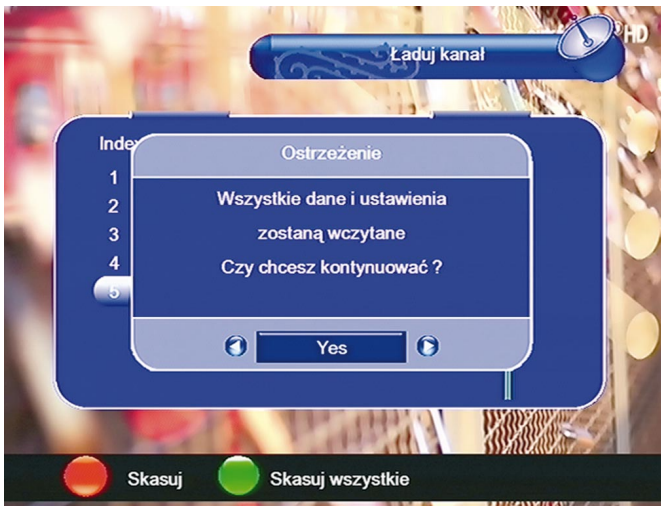 HD
Ładuj kanał
Index
1
2
3
4
5
Ostrzeżenie
Wszystkie dane i ustawienia
zostaną wczytane
Czy chcesz kontynuować ?
Yes
Skasuj
Skasuj wszystkie